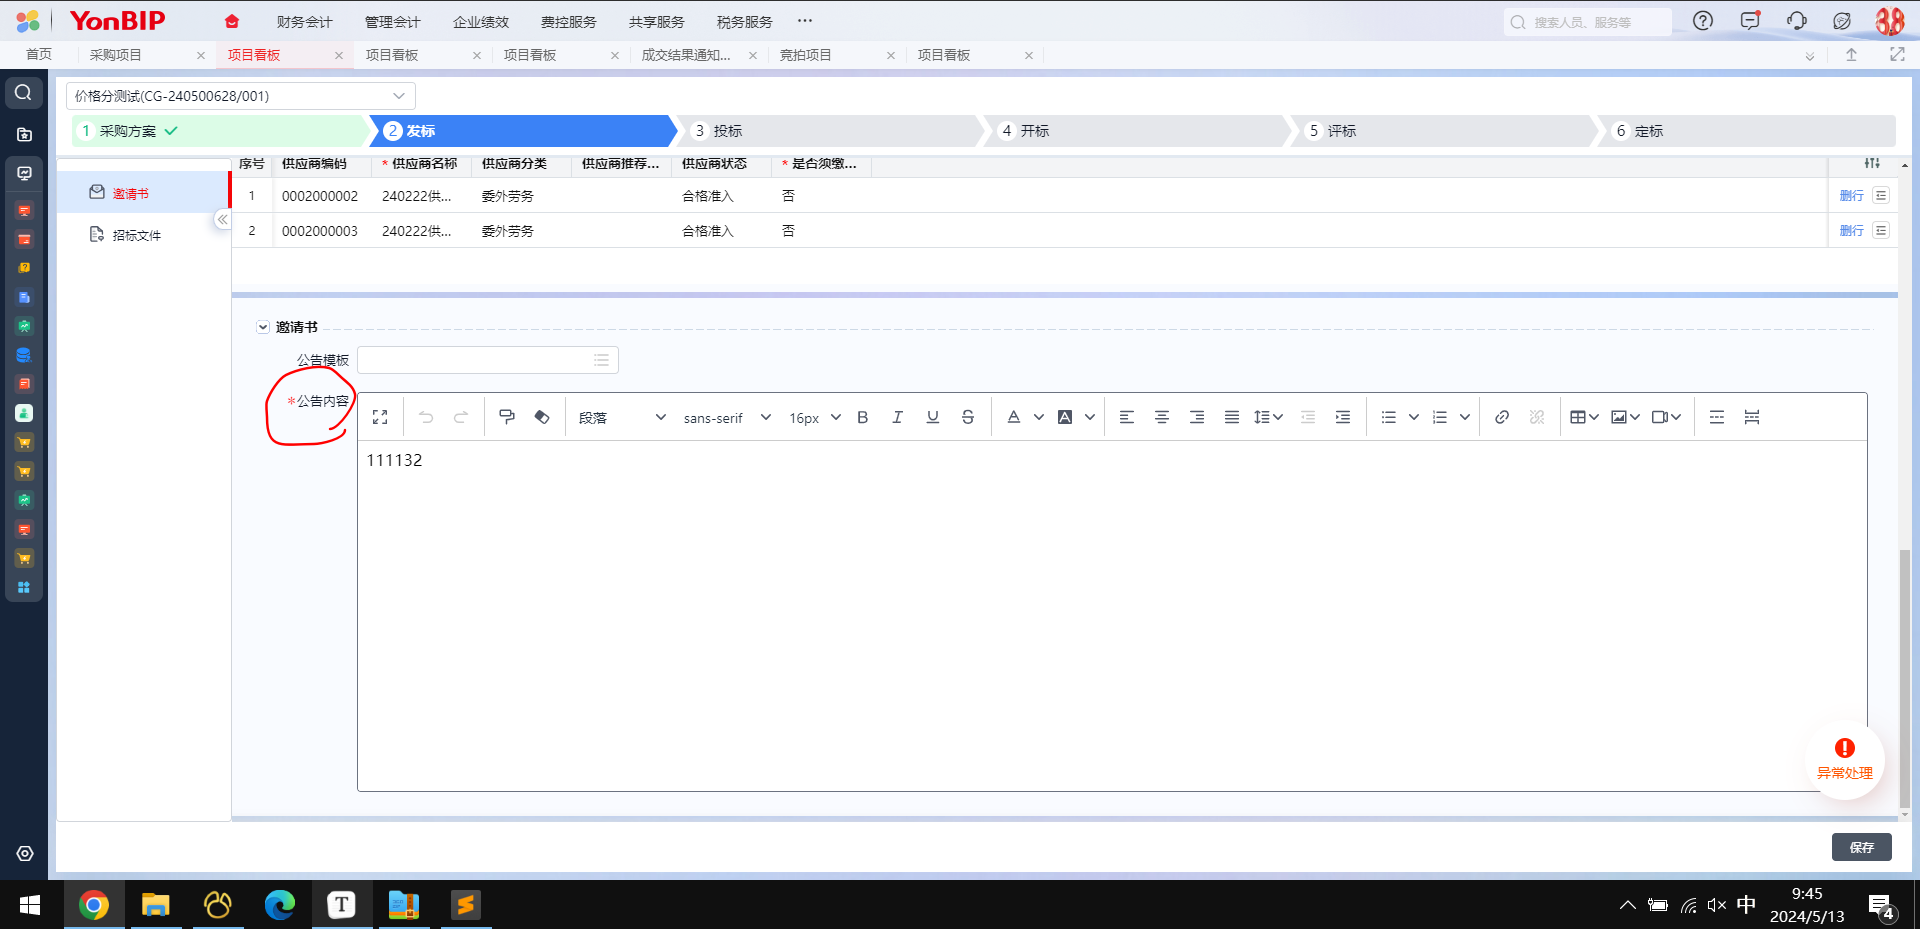 YonBIP 财务会计 管理会计 企业绩效 费控服务 共享服务 税务服务 ··· 搜索人员、服务等
首页 采购项目 项目看板 项目看板 项目看板 成交结果通知... 竞拍项目 项目看板
价格分测试(CG-240500628/001)
1 采购方案 2 发标 3 投标 4 开标 5 评标 6 定标
邀请书
招标文件
序号 供应商编码 * 供应商名称 供应商分类 供应商推荐... 供应商状态 * 是否须缴...
1 0002000002 240222供... 委外劳务 合格准入 否 删行
2 0002000003 240222供... 委外劳务 合格准入 否 删行
邀请书
公告模板
*公告内容
段落 sans-serif 16px B I U S A A
111132
异常处理
保存
T 中 9:45
2024/5/13 4